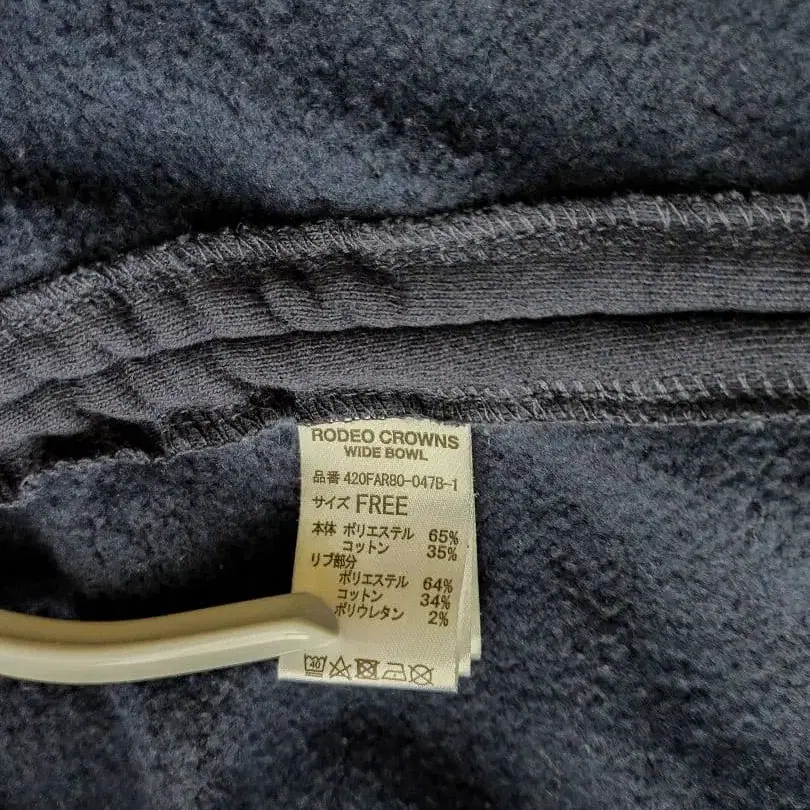 RODEO CROWNS
WIDE BOWL
品番 420FAR80-047B-1
サイズ FREE
本体 ポリエステル 65%
コットン 35%
リブ部分
ポリエステル 64%
コットン 34%
ポリウレタン 2%
40